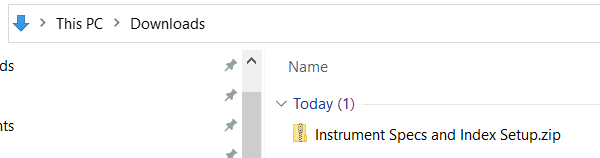 This PC > Downloads
ds
Name
Today (1)
nts
Instrument Specs and Index Setup.zip